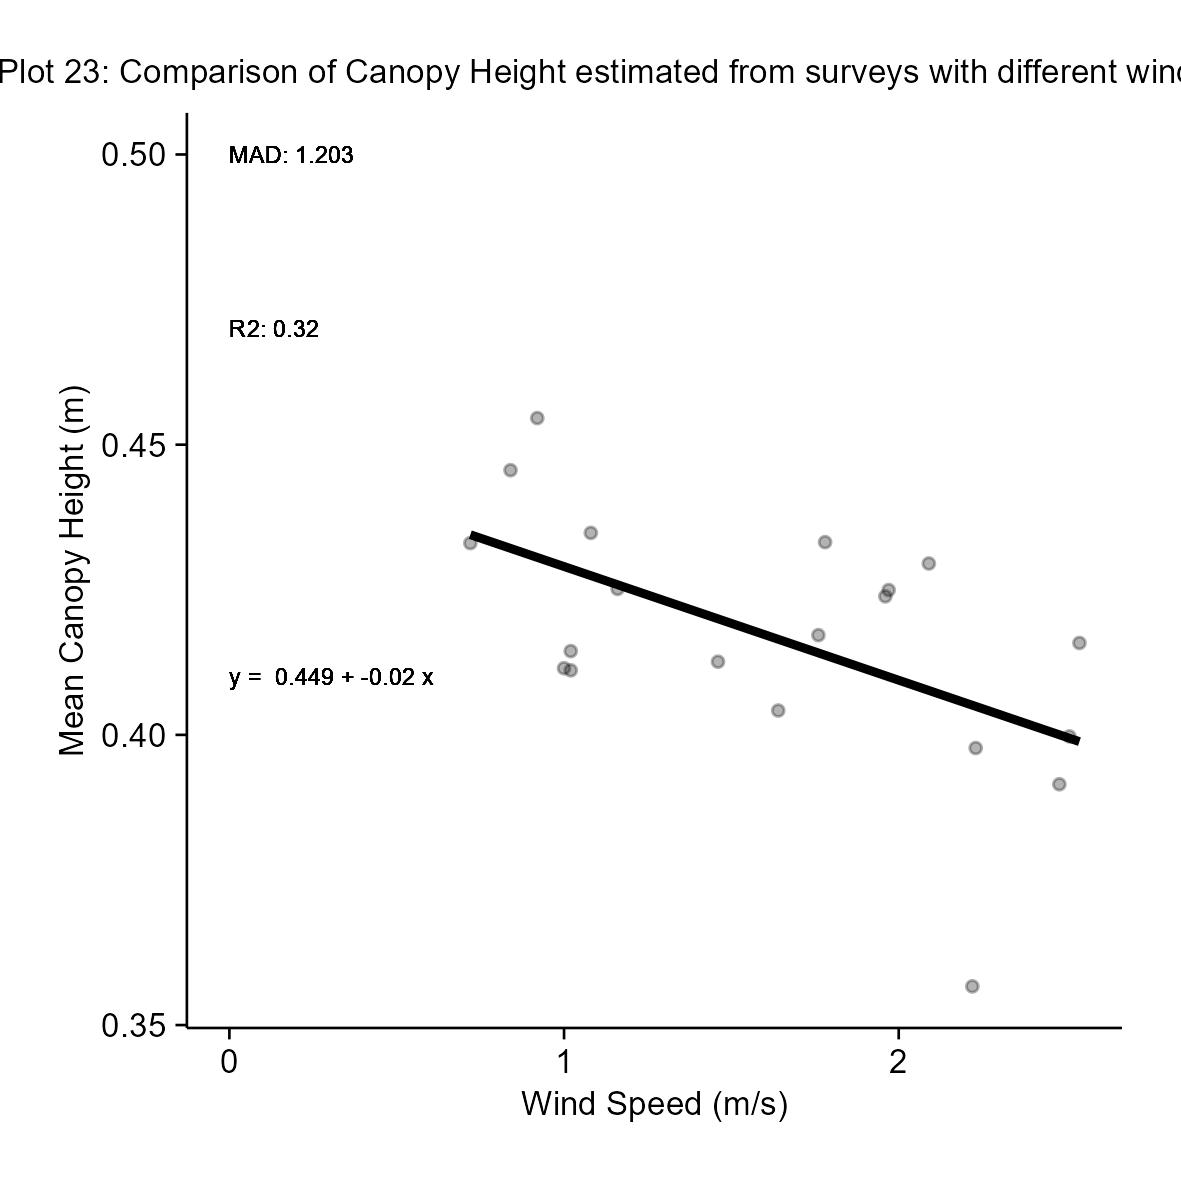 Plot 23: Comparison of Canopy Height estimated from surveys with different win
0.50
MAD: 1.203
R2: 0.32
0.45
y =  0.449 + -0.02 x
0.40
0.35
Mean Canopy Height (m)
0
1
2
Wind Speed (m/s)